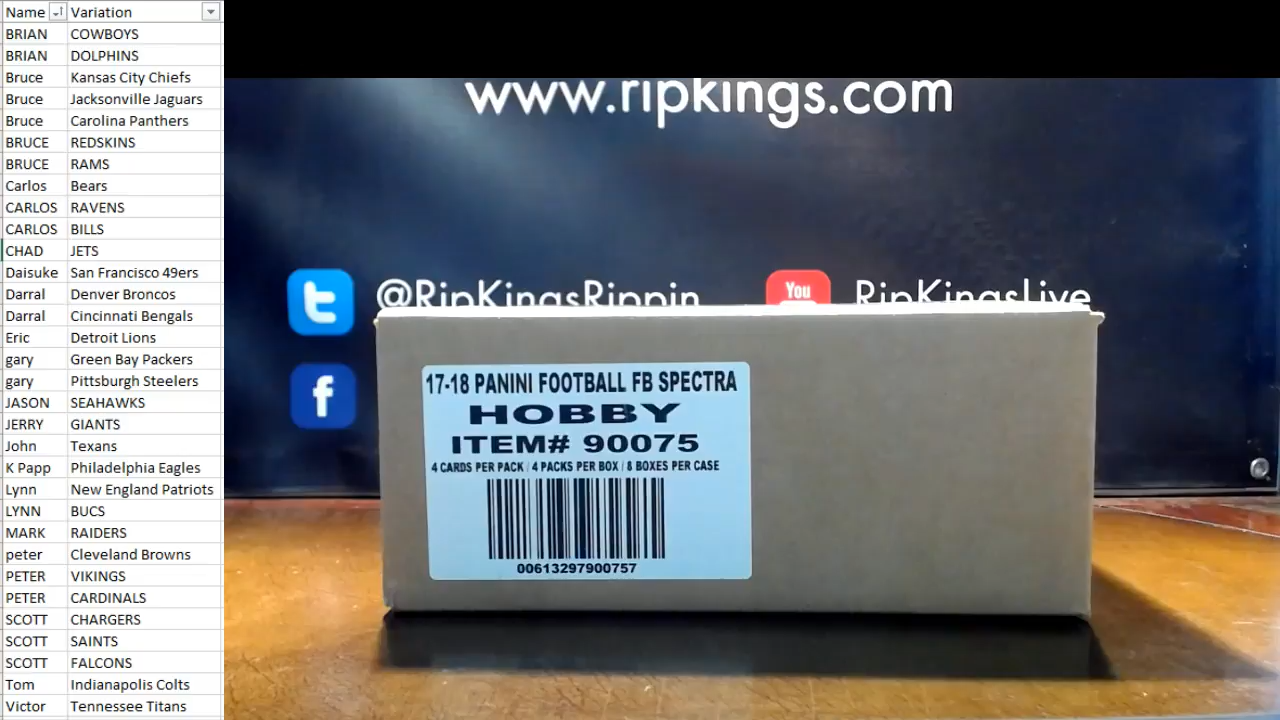 Name Variation
BRIAN COWBOYS
BRIAN DOLPHINS
Bruce Kansas City Chiefs
Bruce Jacksonville Jaguars
Bruce Carolina Panthers
BRUCE REDSKINS
BRUCE RAMS
Carlos Bears
CARLOS RAVENS
CARLOS BILLS
CHAD JETS
Daisuke San Francisco 49ers
Darral Denver Broncos
Darral Cincinnati Bengals
Eric Detroit Lions
gary Green Bay Packers
gary Pittsburgh Steelers
JASON SEAHAWKS
JERRY GIANTS
John Texans
K Papp Philadelphia Eagles
Lynn New England Patriots
LYNN BUCS
MARK RAIDERS
peter Cleveland Browns
PETER VIKINGS
PETER CARDINALS
SCOTT CHARGERS
SCOTT SAINTS
SCOTT FALCONS
Tom Indianapolis Colts
Victor Tennessee Titans
www.ripkings.com
@RipKingsRippin
You
RipKingsLive
17-18 PANINI FOOTBALL FB SPECTRA
HOBBY
ITEM# 90075
4 CARDS PER PACK / 4 PACKS PER BOX / 8 BOXES PER CASE
00613297900757